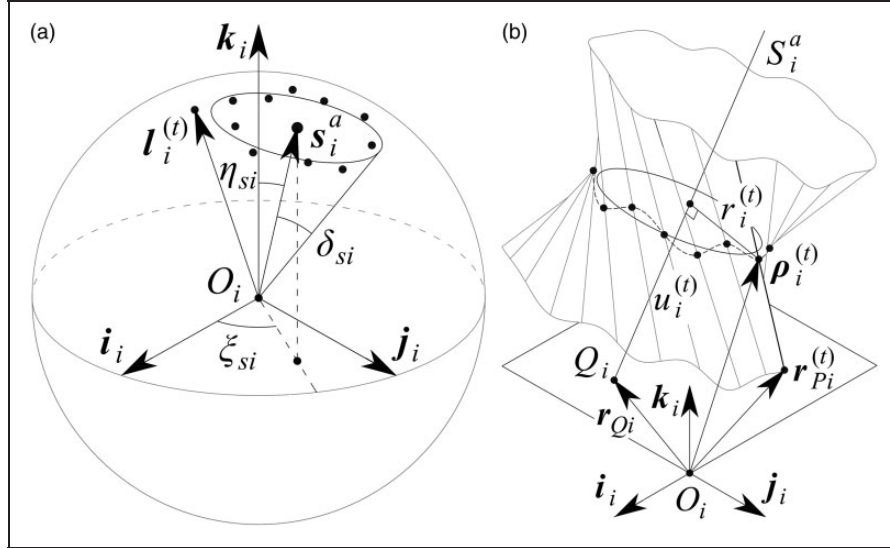 (a)
k_i
l_i^(t)
s_i^a
η_si
δ_si
O_i
i_i
ξ_si
j_i
(b)
S_i^a
r_i^(t)
ρ_i^(t)
u_i^(t)
Q_i
r_Pi^(t)
k_i
r_Qi
i_i
O_i
j_i